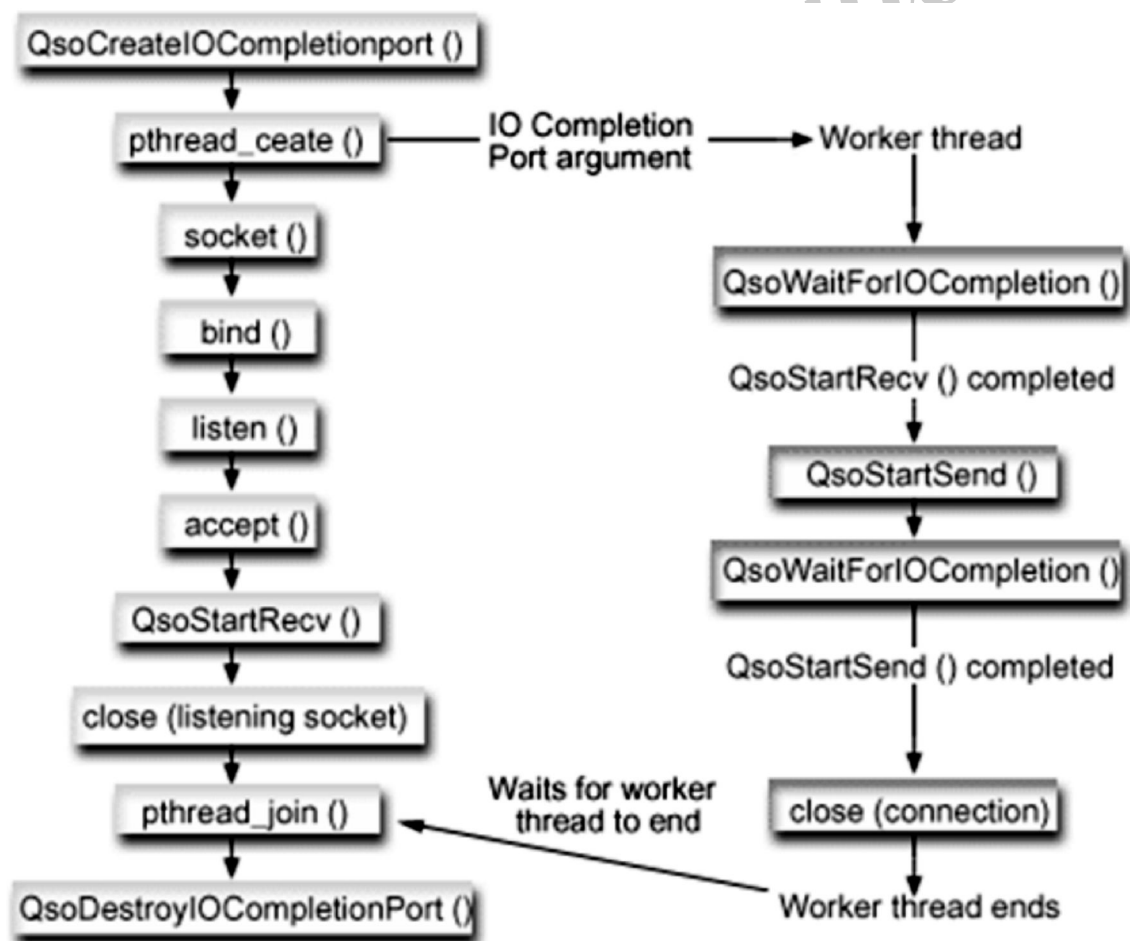 QsoCreateIOCompletionport ()
pthread_ceate ()
IO Completion
Port argument
Worker thread
socket ()
bind ()
listen ()
accept ()
QsoStartRecv ()
close (listening socket)
pthread_join ()
QsoDestroyIOCompletionPort ()
QsoWaitForIOCompletion ()
QsoStartRecv () completed
QsoStartSend ()
QsoWaitForIOCompletion ()
QsoStartSend () completed
close (connection)
Worker thread ends
Waits for worker
thread to end